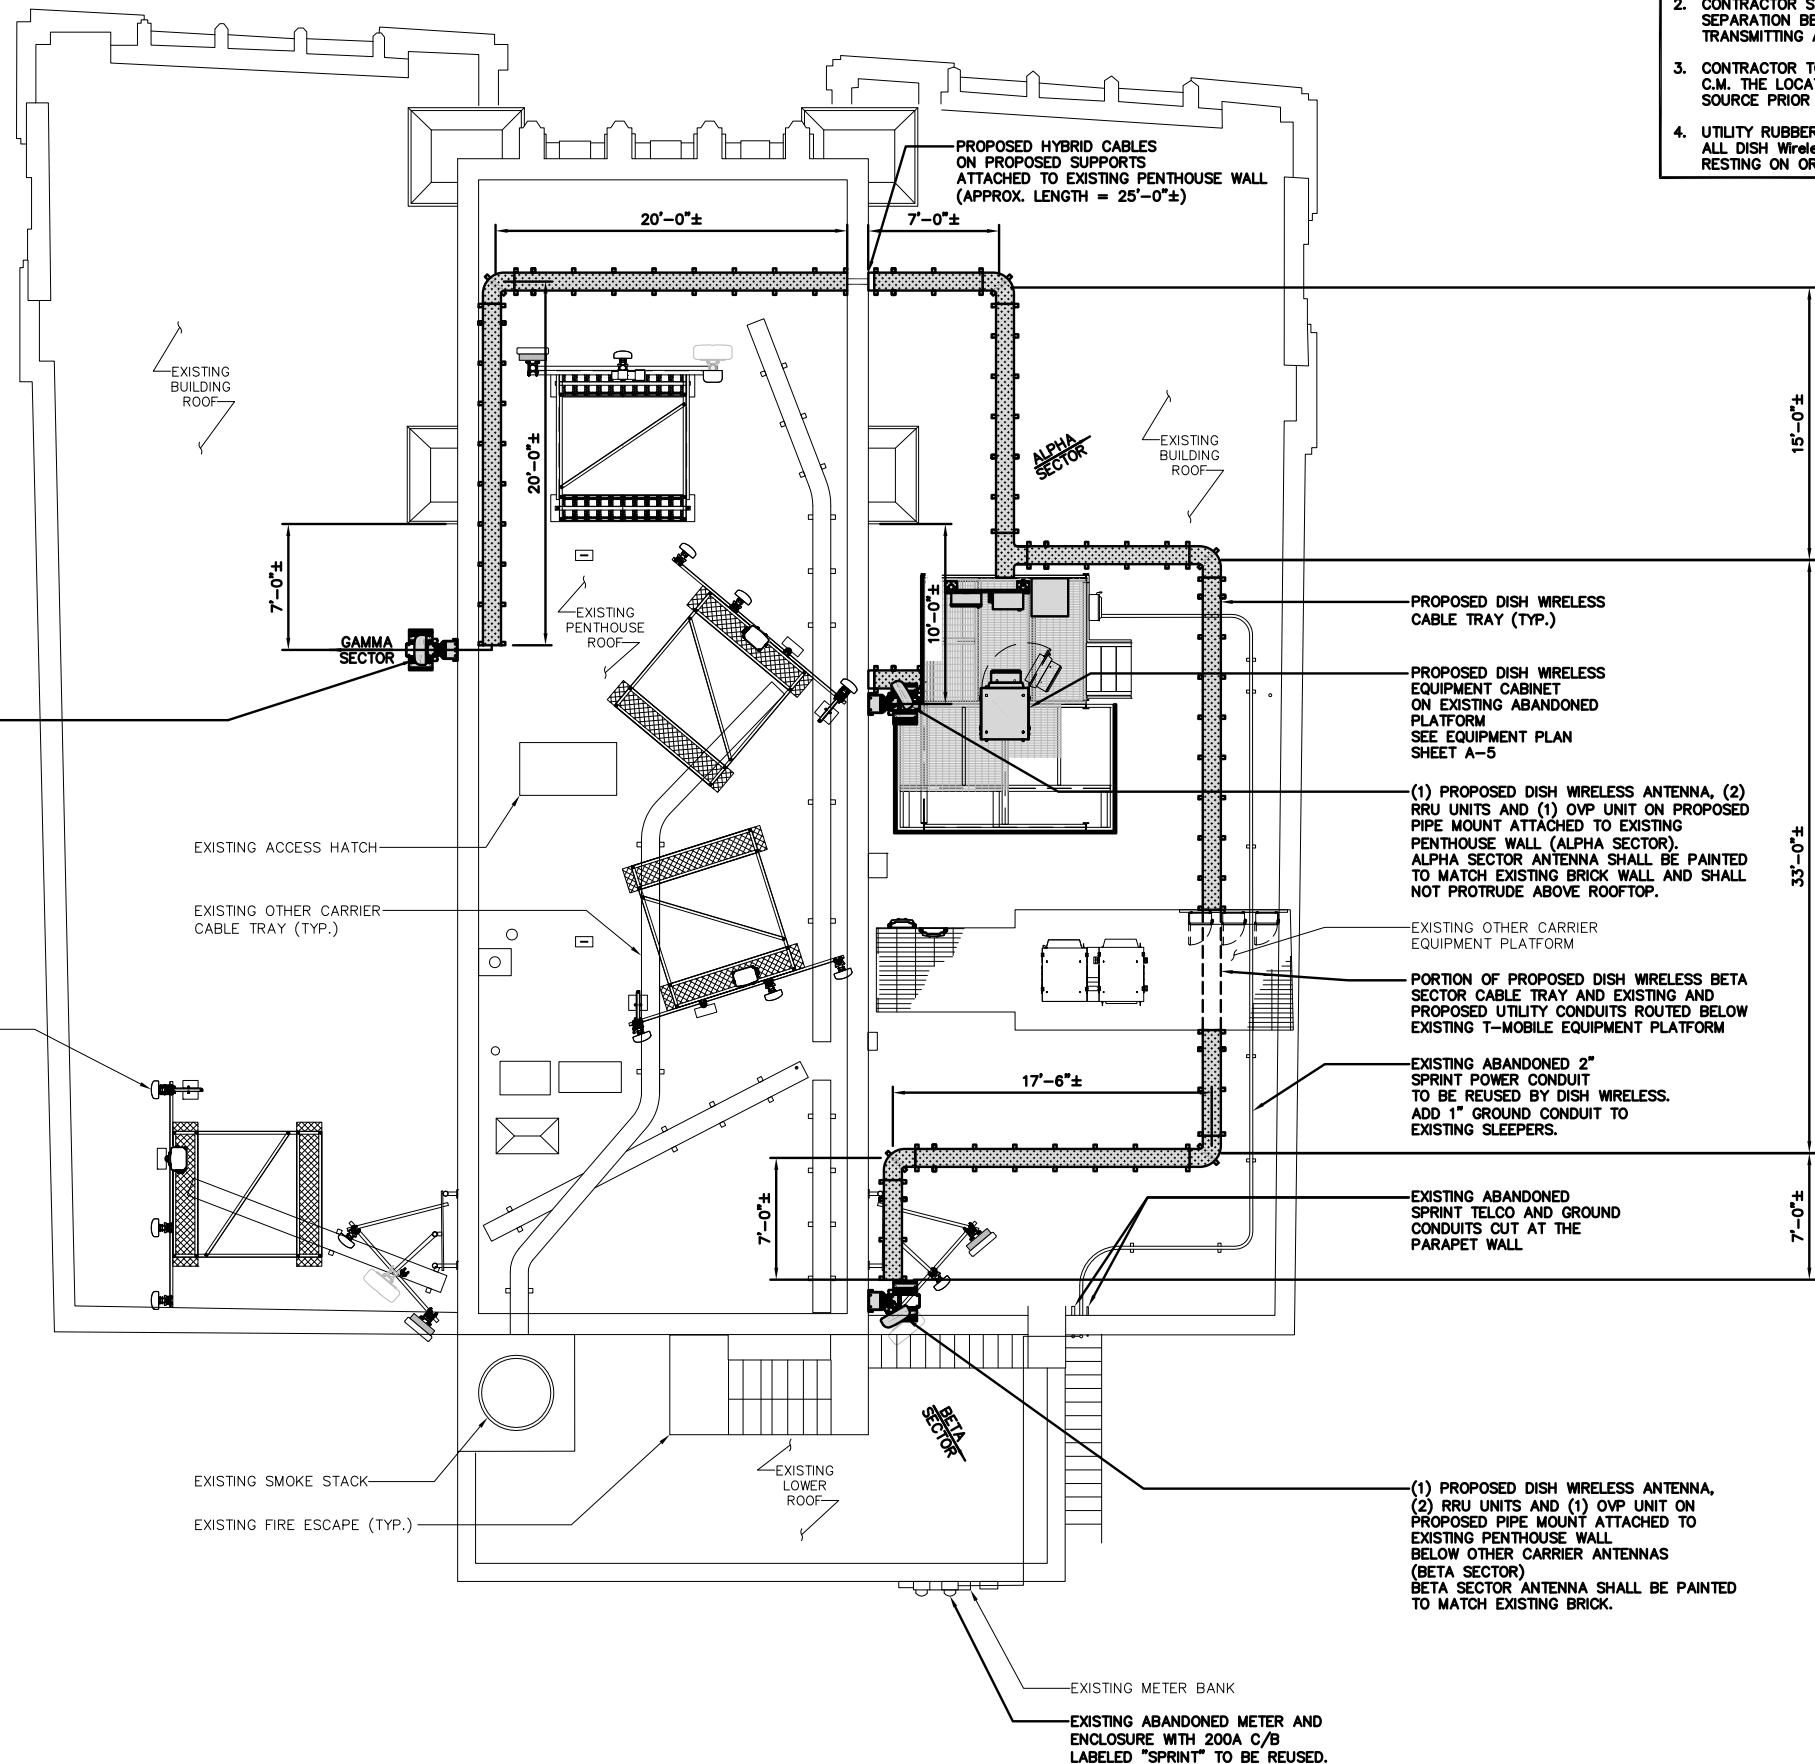 2. CONTRACTOR S
SEPARATION BE
TRANSMITTING A
3. CONTRACTOR TO
C.M. THE LOCAT
SOURCE PRIOR
4. UTILITY RUBBER
ALL DISH Wirele
RESTING ON OR
PROPOSED HYBRID CABLES
ON PROPOSED SUPPORTS
ATTACHED TO EXISTING PENTHOUSE WALL
(APPROX. LENGTH = 25'-0"±)
20'-0"±
7'-0"±
15'-0"±
EXISTING
BUILDING
ROOF
20'-0"±
ALPHA
SECTOR
EXISTING
BUILDING
ROOF
7'-0"±
10'-0"±
GAMMA
SECTOR
EXISTING
PENTHOUSE
ROOF
PROPOSED DISH WIRELESS
CABLE TRAY (TYP.)
PROPOSED DISH WIRELESS
EQUIPMENT CABINET
ON EXISTING ABANDONED
PLATFORM
SEE EQUIPMENT PLAN
SHEET A-5
(1) PROPOSED DISH WIRELESS ANTENNA, (2)
RRU UNITS AND (1) OVP UNIT ON PROPOSED
PIPE MOUNT ATTACHED TO EXISTING
PENTHOUSE WALL (ALPHA SECTOR).
ALPHA SECTOR ANTENNA SHALL BE PAINTED
TO MATCH EXISTING BRICK WALL AND SHALL
NOT PROTRUDE ABOVE ROOFTOP.
33'-0"±
EXISTING ACCESS HATCH
EXISTING OTHER CARRIER
CABLE TRAY (TYP.)
EXISTING OTHER CARRIER
EQUIPMENT PLATFORM
PORTION OF PROPOSED DISH WIRELESS BETA
SECTOR CABLE TRAY AND EXISTING AND
PROPOSED UTILITY CONDUITS ROUTED BELOW
EXISTING T-MOBILE EQUIPMENT PLATFORM
EXISTING ABANDONED 2"
SPRINT POWER CONDUIT
TO BE REUSED BY DISH WIRELESS.
ADD 1" GROUND CONDUIT TO
EXISTING SLEEPERS.
17'-6"±
7'-0"±
EXISTING ABANDONED
SPRINT TELCO AND GROUND
CONDUITS CUT AT THE
PARAPET WALL
7'-0"±
BETA
SECTOR
EXISTING SMOKE STACK
EXISTING
LOWER
ROOF
EXISTING FIRE ESCAPE (TYP.)
(1) PROPOSED DISH WIRELESS ANTENNA,
(2) RRU UNITS AND (1) OVP UNIT ON
PROPOSED PIPE MOUNT ATTACHED TO
EXISTING PENTHOUSE WALL
BELOW OTHER CARRIER ANTENNAS
(BETA SECTOR)
BETA SECTOR ANTENNA SHALL BE PAINTED
TO MATCH EXISTING BRICK.
EXISTING METER BANK
EXISTING ABANDONED METER AND
ENCLOSURE WITH 200A C/B
LABELED "SPRINT" TO BE REUSED.